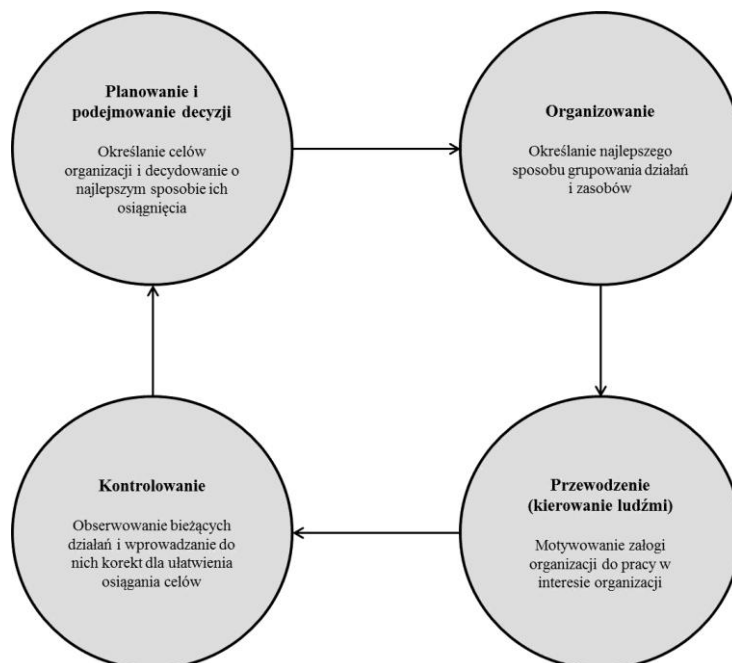 Planowanie i
podejmowanie decyzji
Określanie celów
organizacji i decydowanie o
najlepszym sposobie ich
osiągnięcia
Organizowanie
Określanie najlepszego
sposobu grupowania działań
i zasobów
Kontrolowanie
Obserwowanie bieżących
działań i wprowadzanie do
nich korekt dla ułatwienia
osiągania celów
Przewodzenie
(kierowanie ludźmi)
Motywowanie załogi
organizacji do pracy w
interesie organizacji